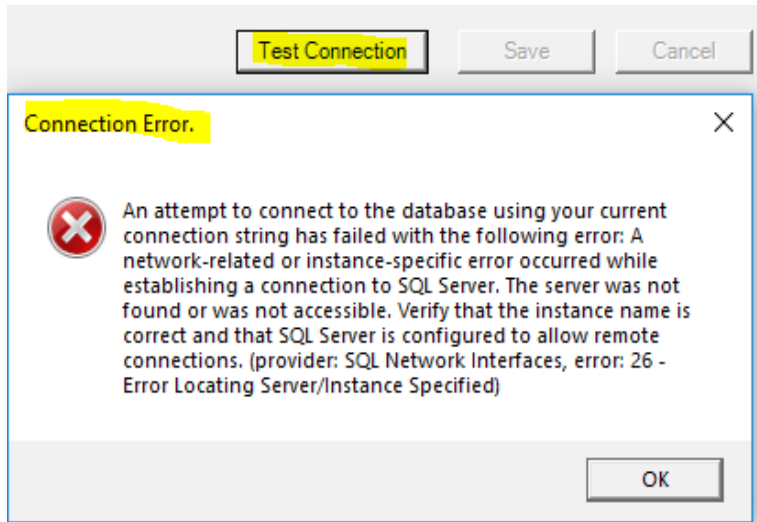 Test Connection Save Cancel
Connection Error.
An attempt to connect to the database using your current
connection string has failed with the following error: A
network-related or instance-specific error occurred while
establishing a connection to SQL Server. The server was not
found or was not accessible. Verify that the instance name is
correct and that SQL Server is configured to allow remote
connections. (provider: SQL Network Interfaces, error: 26 -
Error Locating Server/Instance Specified)
OK